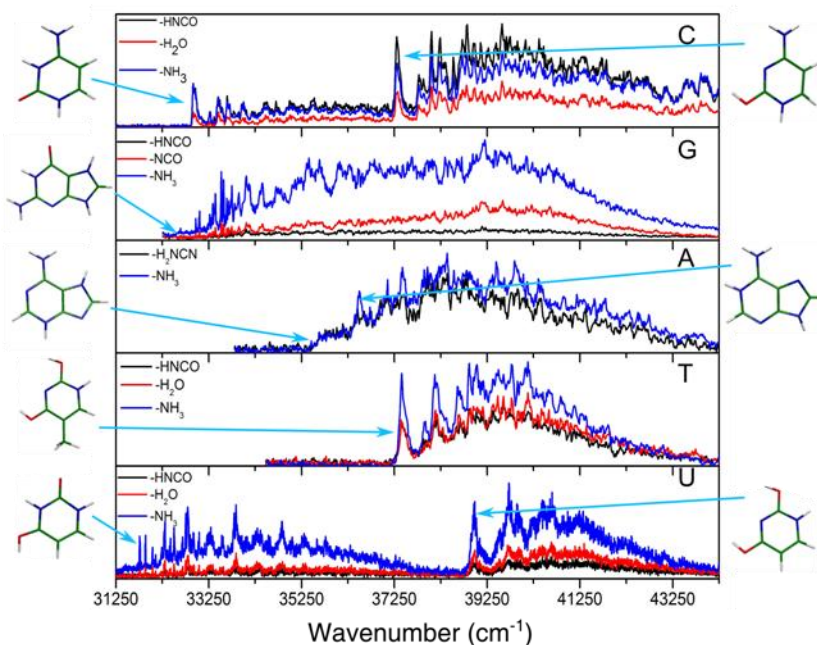 -HNCO
-H₂O
-NH₃
C
-HNCO
-NCO
-NH₃
G
-H₂NCN
-NH₃
A
-HNCO
-H₂O
-NH₃
T
-HNCO
-H₂O
-NH₃
U
31250 33250 35250 37250 39250 41250 43250
Wavenumber (cm⁻¹)